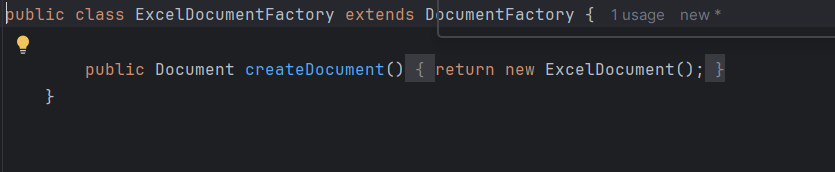 public class ExcelDocumentFactory extends DocumentFactory { 1 usage new *
public Document createDocument() { return new ExcelDocument(); }
}